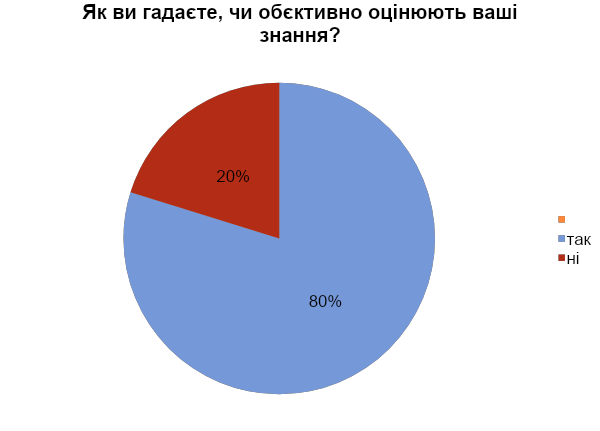 Як ви гадаєте, чи обєктивно оцінюють ваші
знання?
20%
80%
так
ні